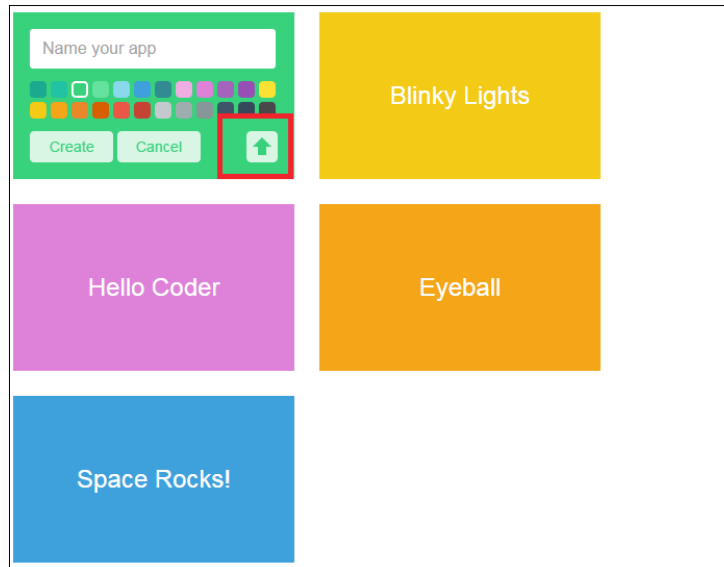 Name your app
Create Cancel
Blinky Lights
Hello Coder
Eyeball
Space Rocks!